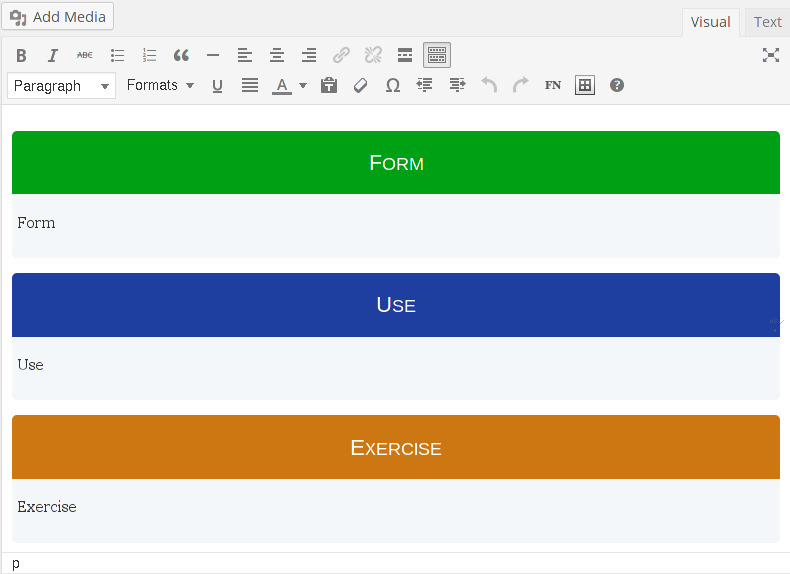 Add Media
Visual Text
B I ABC
Paragraph Formats U A T Ω FN ?
FORM
Form
USE
Use
EXERCISE
Exercise
p